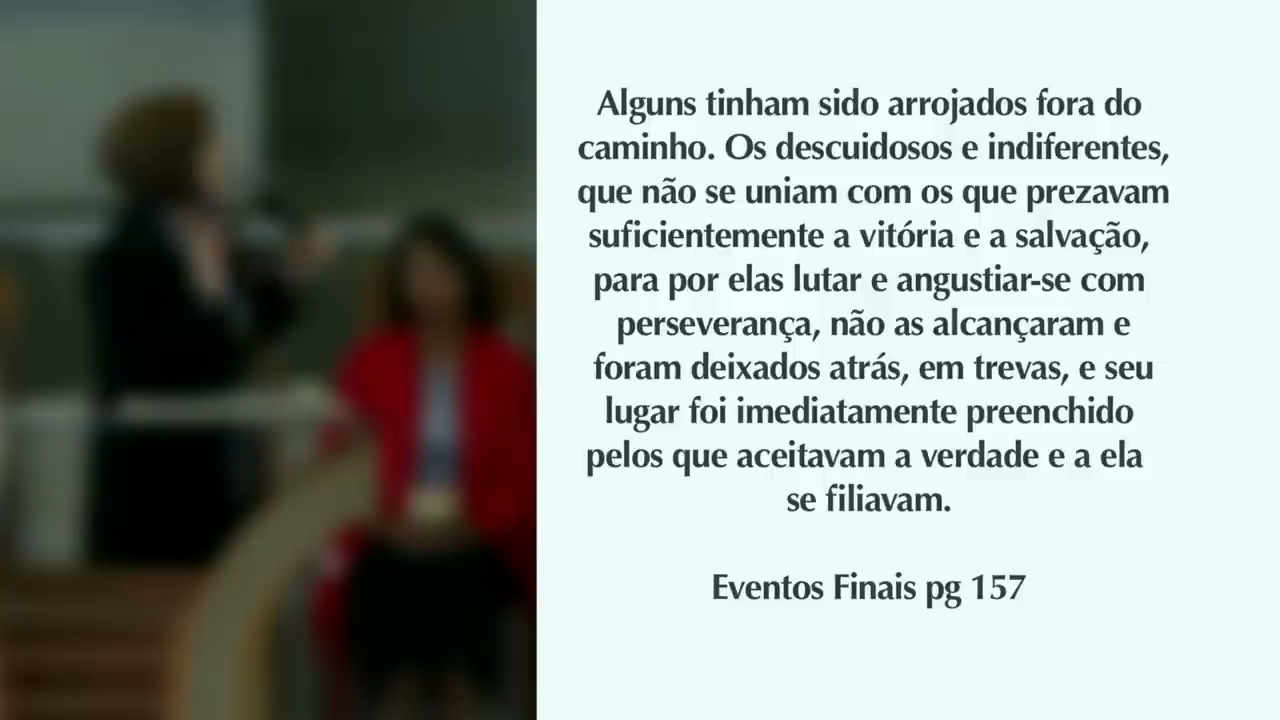 Alguns tinham sido arrojados fora do
caminho. Os descuidosos e indiferentes,
que não se uniam com os que prezavam
suficientemente a vitória e a salvação,
para por elas lutar e angustiar-se com
perseverança, não as alcançaram e
foram deixados atrás, em trevas, e seu
lugar foi imediatamente preenchido
pelos que aceitavam a verdade e a ela
se filiavam.
Eventos Finais pg 157